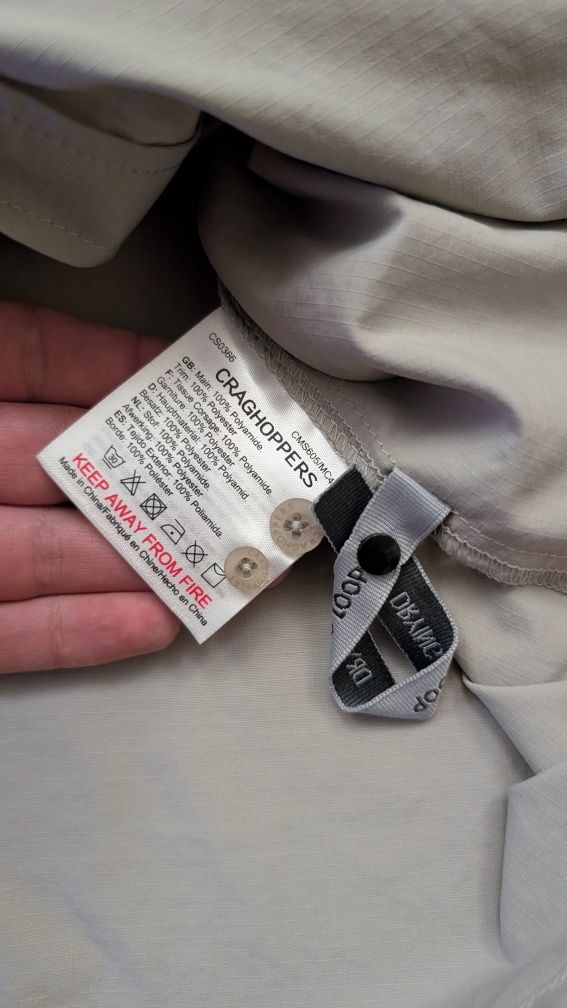 CS0366
CRAGHOPPERS
CMS605/MC4
GB: Main: 100% Polyamide.
Trim: 100% Polyester
F: Tissue Corsage: 100% Polyamide.
Garniture: 100% Polyester
D: Hauptmaterial: 100% Polyamid.
Besatz: 100% Polyester
NL: Stof: 100% Polyamide.
Afwerking: 100% Polyester
ES: Tejido Exterior: 100% Poliamida.
Borde: 100% Poliéster
30
KEEP AWAY FROM FIRE
Made in China/Fabriqué en Chine/Hecho en China
LOOP
DRYING